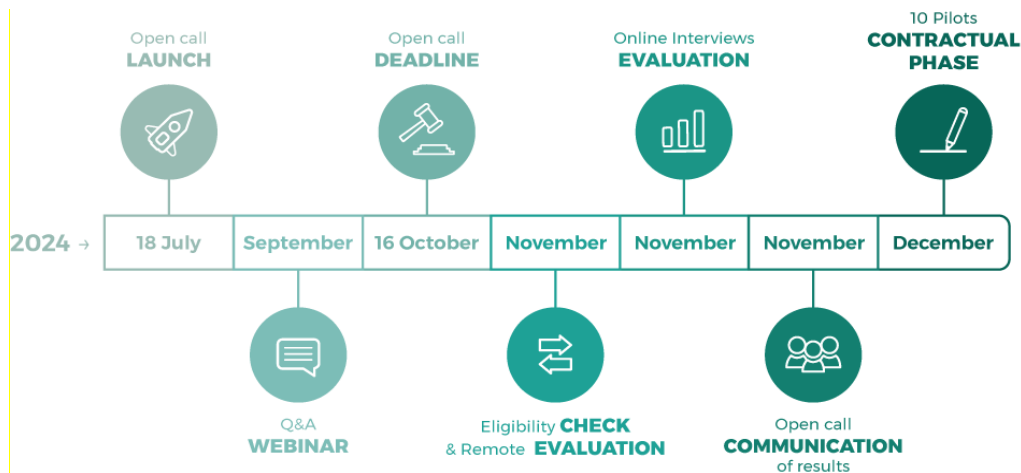 Open call
LAUNCH
Open call
DEADLINE
Online Interviews
EVALUATION
10 Pilots
CONTRACTUAL
PHASE
2024 →
18 July
September
16 October
November
November
November
December
Q&A
WEBINAR
Eligibility CHECK
& Remote EVALUATION
Open call
COMMUNICATION
of results